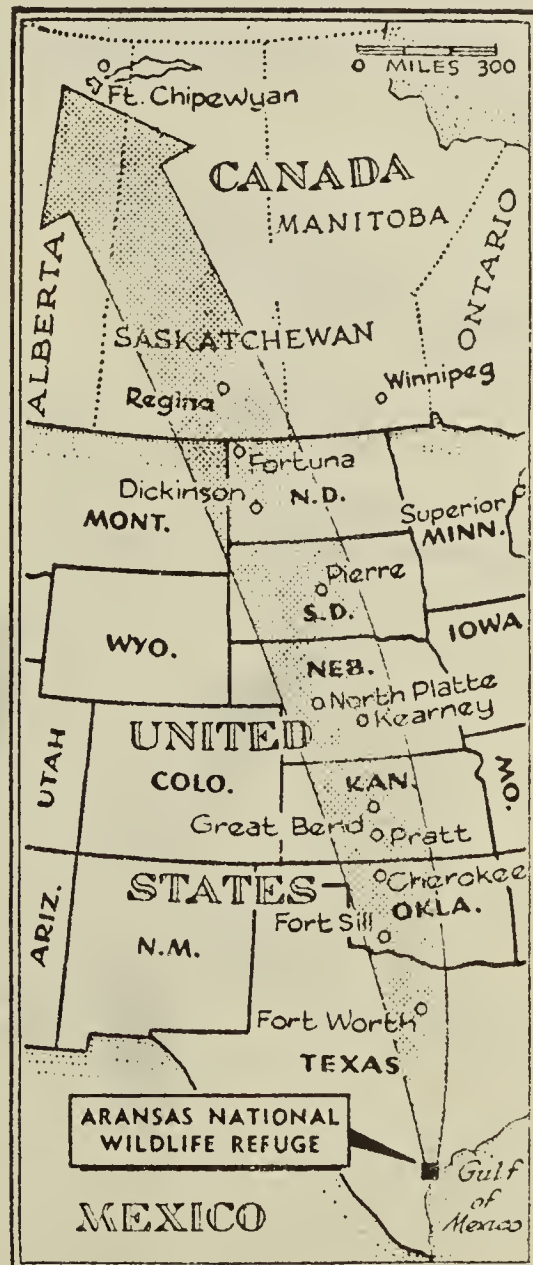 MILES 300
Ft. Chipewyan
CANADA
MANITOBA
ALBERTA
ONTARIO
SASKATCHEWAN
Regina
Winnipeg
Fortuna
Dickinson
N.D.
MONT.
Superior
MINN.
Pierre
S.D.
WYO.
IOWA
NEB.
North Platte
Kearney
UNITED
UTAH
COLO.
KAN.
MO.
Great Bend
Pratt
STATES
Cherokee
OKLA.
ARIZ.
Fort Sill
N.M.
Fort Worth
TEXAS
ARANSAS NATIONAL
WILDLIFE REFUGE
Gulf
of
Mexico
MEXICO